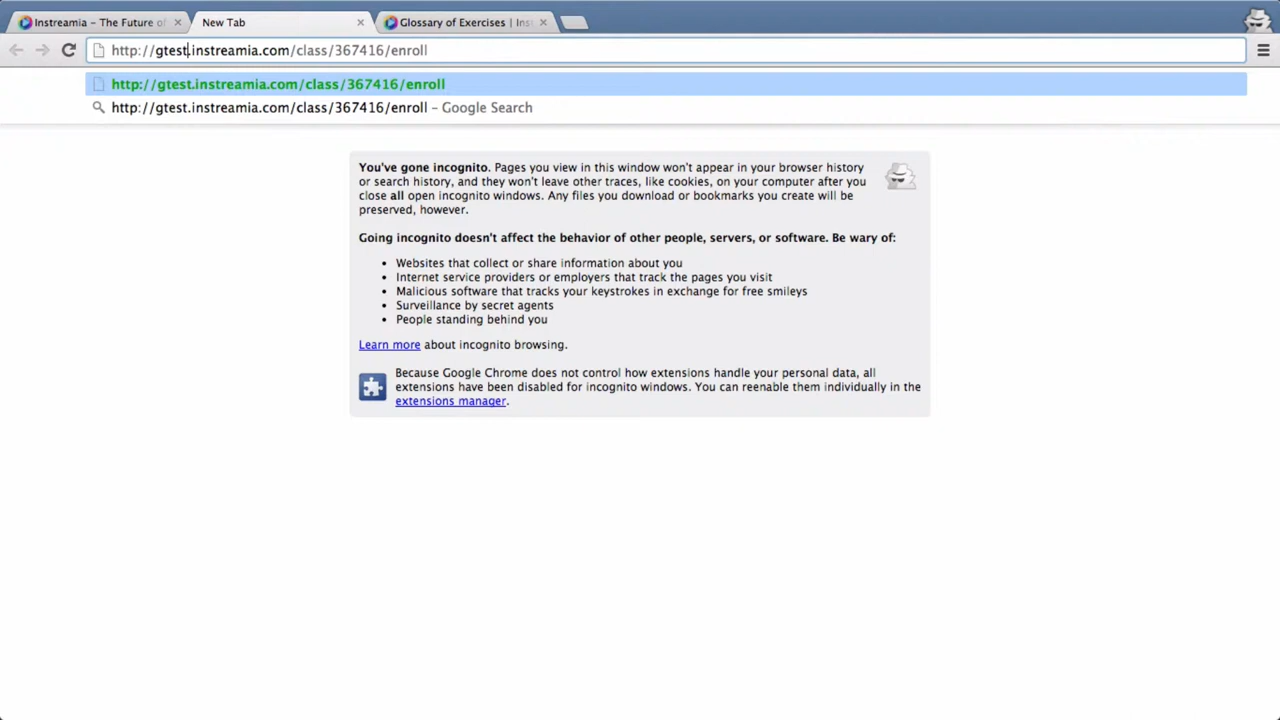 Instreamia – The Future of
New Tab
Glossary of Exercises | Ins
http://gtest.instreamia.com/class/367416/enroll
http://gtest.instreamia.com/class/367416/enroll
http://gtest.instreamia.com/class/367416/enroll – Google Search
You've gone incognito. Pages you view in this window won't appear in your browser history
or search history, and they won't leave other traces, like cookies, on your computer after you
close all open incognito windows. Any files you download or bookmarks you create will be
preserved, however.
Going incognito doesn't affect the behavior of other people, servers, or software. Be wary of:
• Websites that collect or share information about you
• Internet service providers or employers that track the pages you visit
• Malicious software that tracks your keystrokes in exchange for free smileys
• Surveillance by secret agents
• People standing behind you
Learn more about incognito browsing.
Because Google Chrome does not control how extensions handle your personal data, all
extensions have been disabled for incognito windows. You can reenable them individually in the
extensions manager.